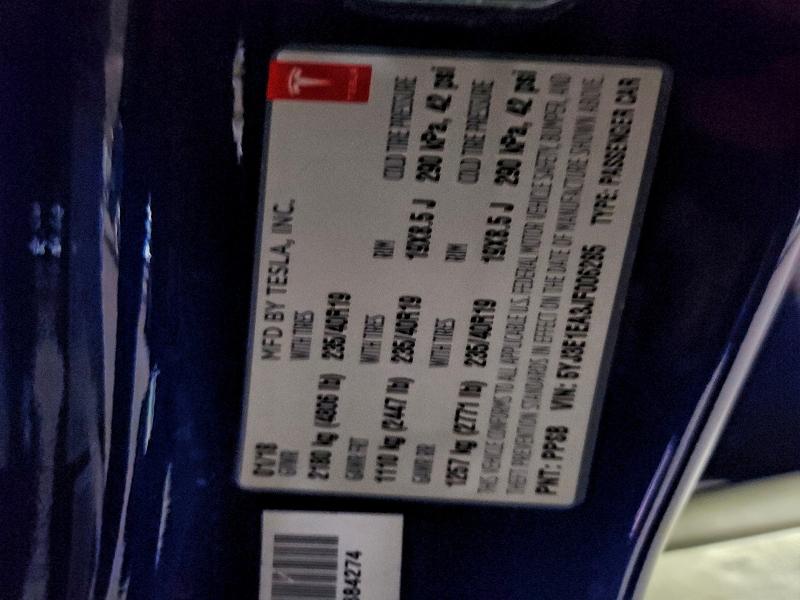 TESLA
01/18 MFD BY TESLA, INC.
GVWR WITH TIRES
2180 kg (4806 lb) 235/40R19
GAWR FRT WITH TIRES RIM COLD TIRE PRESSURE
1110 kg (2447 lb) 235/40R19 19X8.5 J 290 kPa, 42 psi
GAWR RR WITH TIRES RIM COLD TIRE PRESSURE
1257 kg (2771 lb) 235/40R19 19X8.5 J 290 kPa, 42 psi
THIS VEHICLE CONFORMS TO ALL APPLICABLE U.S. FEDERAL MOTOR VEHICLE SAFETY, BUMPER, AND
THEFT PREVENTION STANDARDS IN EFFECT ON THE DATE OF MANUFACTURE SHOWN ABOVE.
PNT: PPSB VIN: 5YJ3E1EA3JF006285 TYPE: PASSENGER CAR
684274